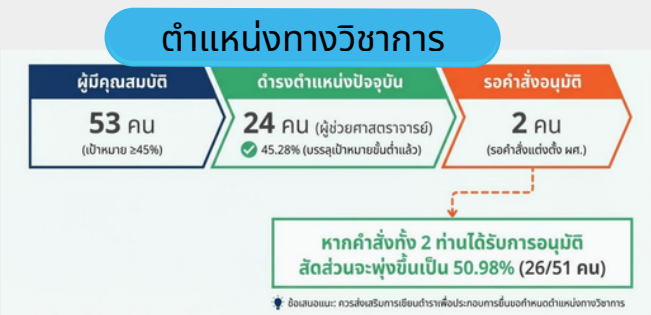 ตำแหน่งทางวิชาการ
ผู้มีคุณสมบัติ
53 คน
(เป้าหมาย ≥45%)
ดำรงตำแหน่งปัจจุบัน
24 คน (ผู้ช่วยศาสตราจารย์)
45.28% (บรรลุเป้าหมายขั้นต่ำแล้ว)
รอคำสั่งอนุมัติ
2 คน
(รอคำสั่งแต่งตั้ง ผศ.)
หากคำสั่งทั้ง 2 ท่านได้รับการอนุมัติ
สัดส่วนจะพุ่งขึ้นเป็น 50.98% (26/51 คน)
ข้อเสนอแนะ: ควรส่งเสริมการเขียนตำราเพื่อประกอบการยื่นขอกำหนดตำแหน่งทางวิชาการ